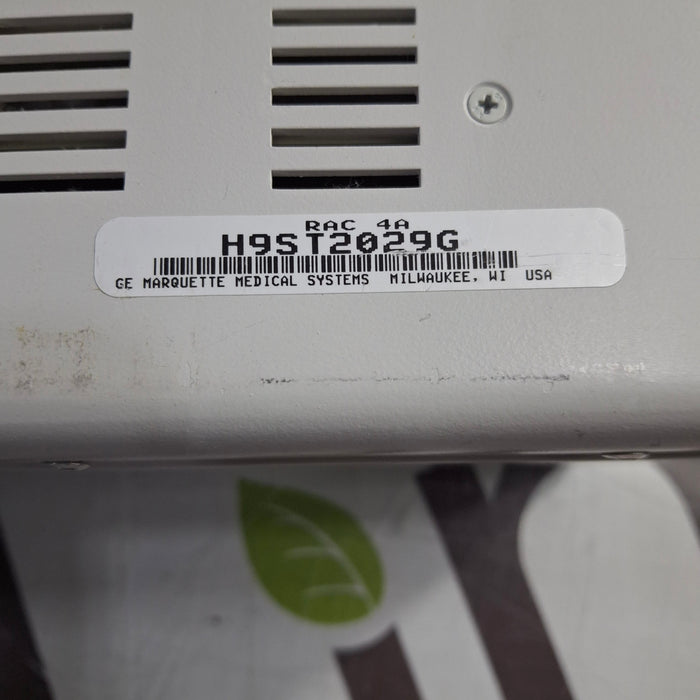 RAC 4A
H9ST2029G
GE MARQUETTE MEDICAL SYSTEMS MILWAUKEE, WI USA